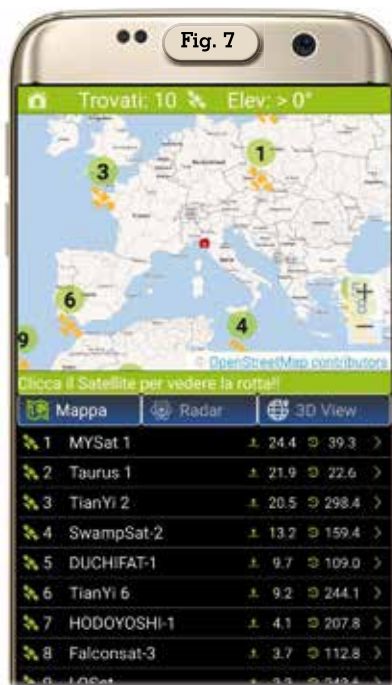 Fig. 7
Trovati: 10 Elev: > 0°
1
3
6
4
9
+
−
© OpenStreetMap contributors
Clicca il Satellite per vedere la rotta!!
Mappa Radar 3D View
1 MYSat 1 24.4 39.3
2 Taurus 1 21.9 22.6
3 TianYi 2 20.5 298.4
4 SwampSat-2 13.2 159.4
5 DUCHIFAT-1 9.7 109.0
6 TianYi 6 9.2 244.1
7 HODOYOSHI-1 4.1 207.8
8 Falconsat-3 3.7 112.8